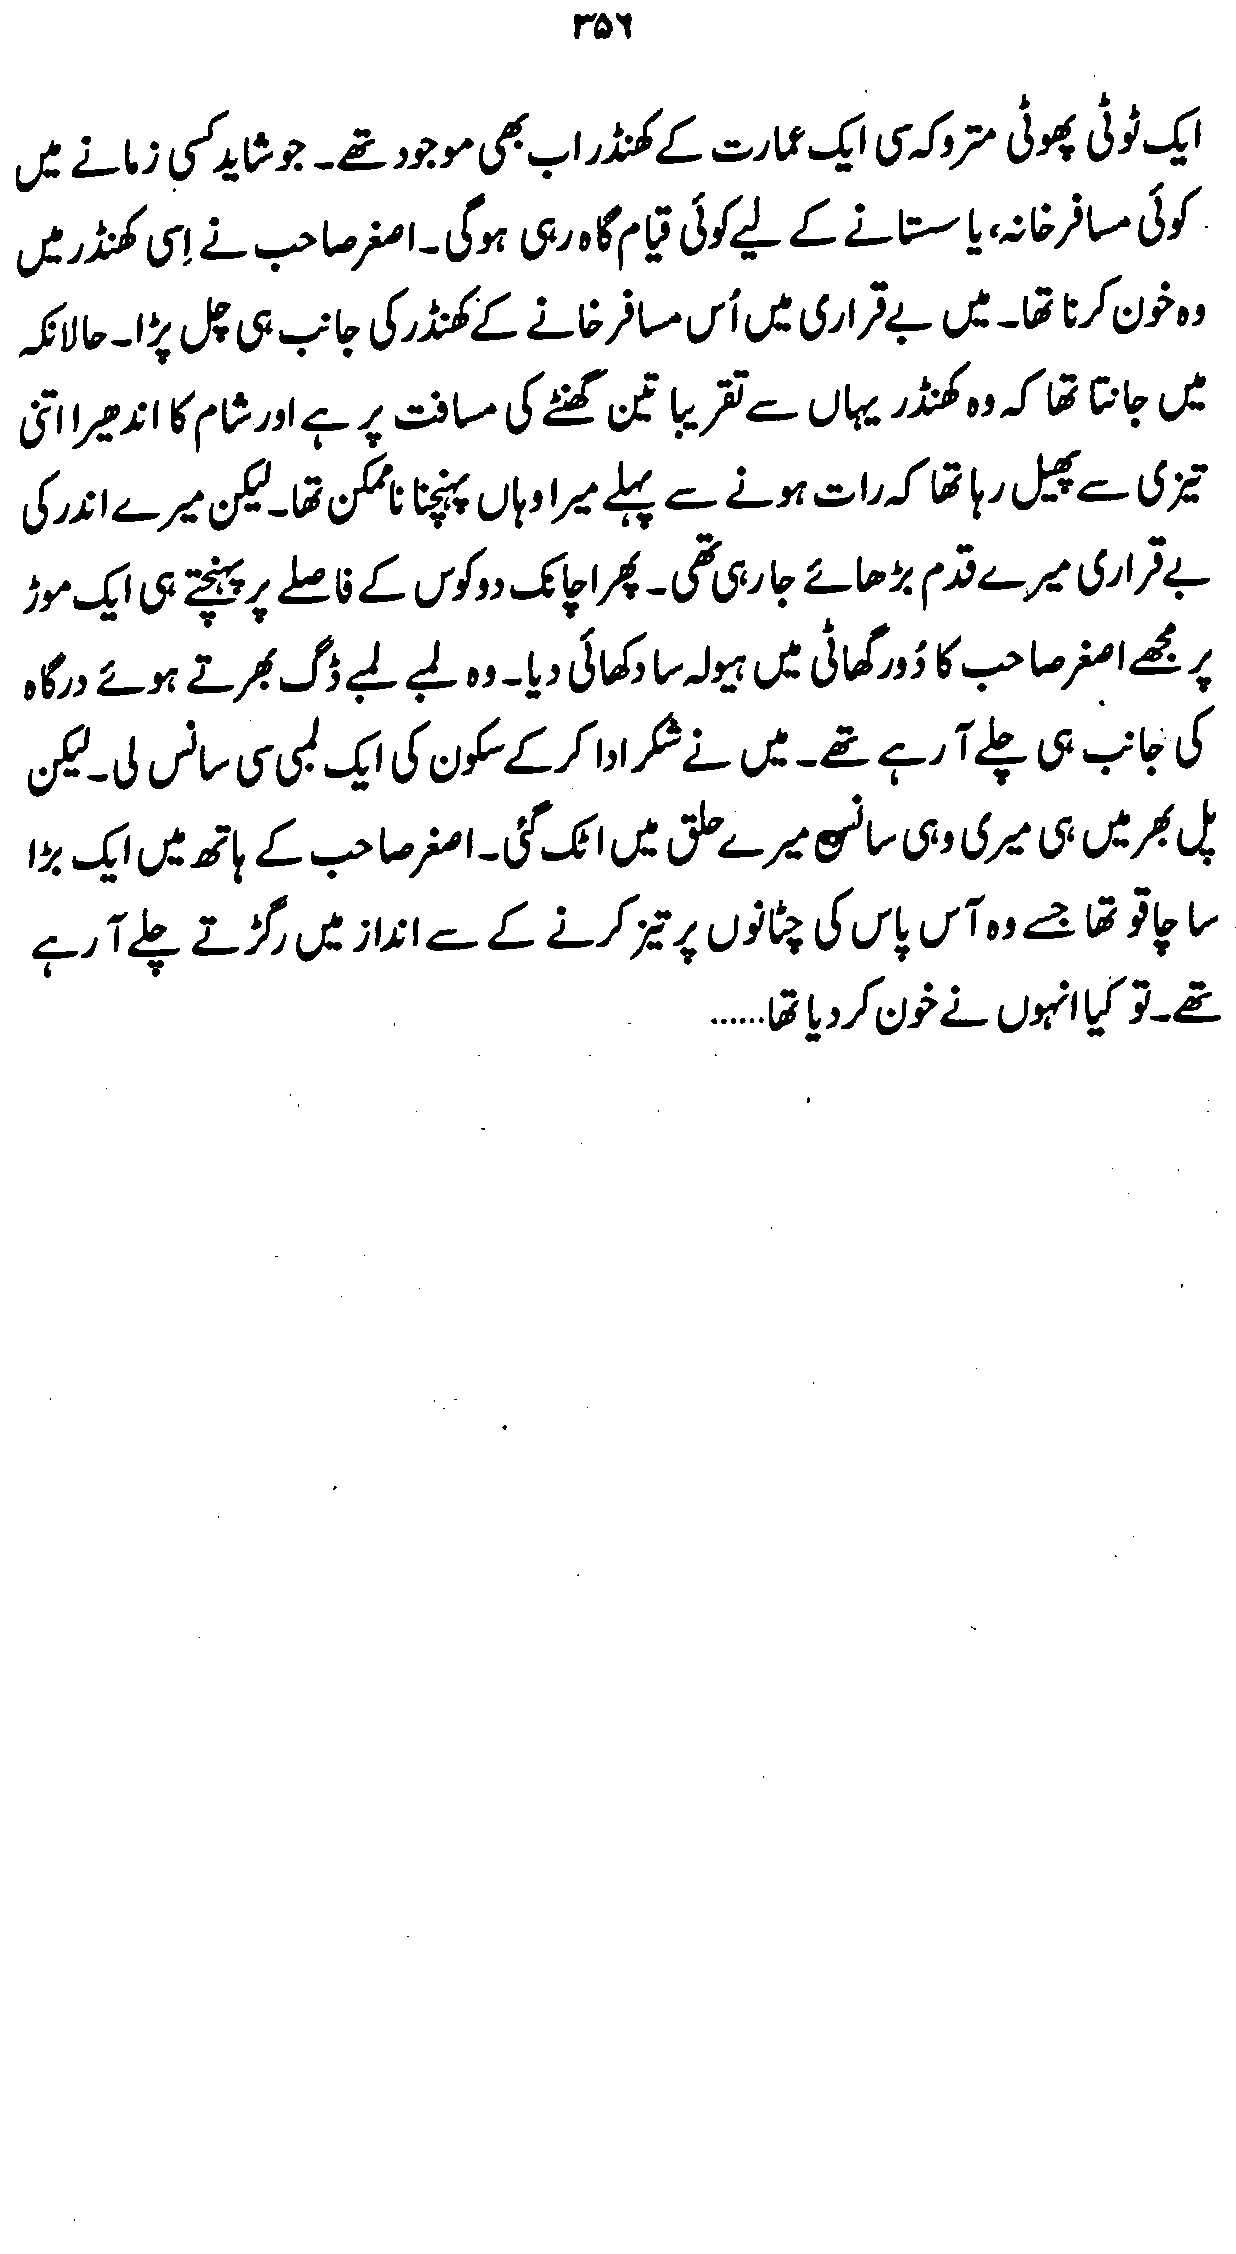 ۳۵۶
ایک ٹوٹی پھوٹی متروکہ سی ایک عمارت کے کھنڈر اب بھی موجود تھے۔ جو شاید کسی زمانے میں
کوئی مسافر خانہ، یا ستانے کے لیے کوئی قیام گاہ رہی ہوگی۔ اصغر صاحب نے اِسی کھنڈر میں
وہ خون کرنا تھا۔ میں بے قراری میں اُس مسافر خانے کے کھنڈر کی جانب ہی چل پڑا۔ حالانکہ
میں جانتا تھا کہ وہ کھنڈر یہاں سے تقریبا تین گھنٹے کی مسافت پر ہے اور شام کا اندھیرا اتنی
تیزی سے پھیل رہا تھا کہ رات ہونے سے پہلے میرا وہاں پہنچنا ناممکن تھا۔ لیکن میرے اندر کی
بے قراری میرے قدم بڑھائے جا رہی تھی۔ پھر اچانک دو کوس کے فاصلے پر پہنچتے ہی ایک موڑ
پر مجھے اصغر صاحب کا دُور گھاٹی میں ہیولہ سا دکھائی دیا۔ وہ لمبے لمبے ڈگ بھرتے ہوئے درگاہ
کی جانب ہی چلے آ رہے تھے۔ میں نے شکر ادا کر کے سکون کی ایک لمبی سی سانس لی۔ لیکن
پل بھر میں ہی میری وہی سانس میرے حلق میں اٹک گئی۔ اصغر صاحب کے ہاتھ میں ایک بڑا
سا چاقو تھا جسے وہ آس پاس کی چٹانوں پر تیز کرنے کے سے انداز میں رگڑتے چلے آ رہے
تھے۔ تو کیا انہوں نے خون کر دیا تھا......